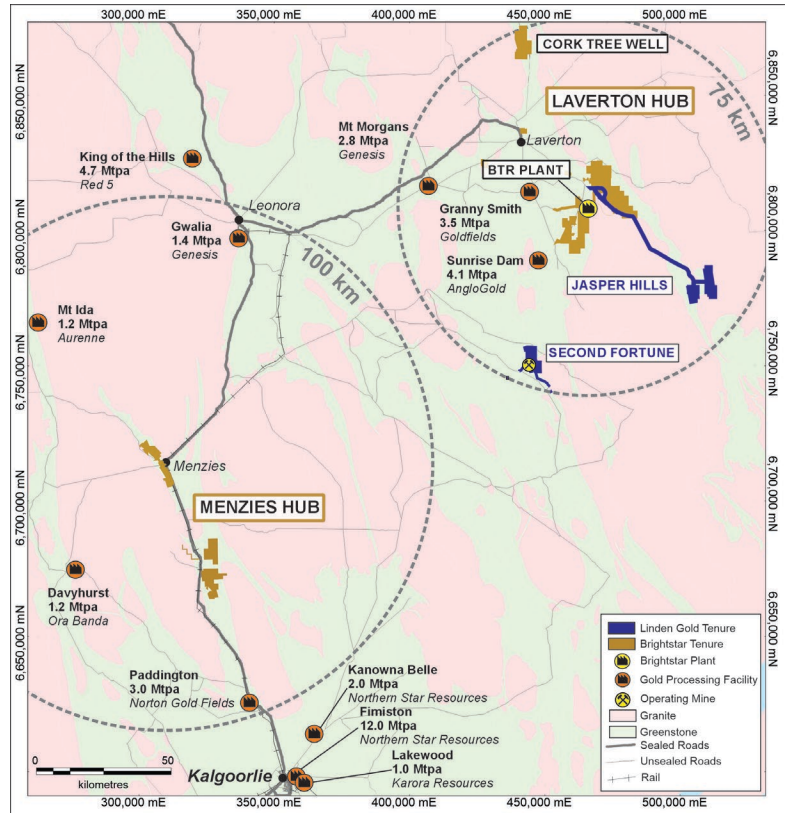 300,000 mE
350,000 mE
400,000 mE
450,000 mE
500,000 mE
6,850,000 mN
6,800,000 mN
6,750,000 mN
6,700,000 mN
6,650,000 mN
6,850,000 mN
6,800,000 mN
6,750,000 mN
6,700,000 mN
6,650,000 mN
CORK TREE WELL
LAVERTON HUB
75 km
Mt Morgans
2.8 Mtpa
Genesis
Laverton
King of the Hills
4.7 Mtpa
Red 5
BTR PLANT
Leonora
Gwalia
1.4 Mtpa
Genesis
Granny Smith
3.5 Mtpa
Goldfields
Sunrise Dam
4.1 Mtpa
AngloGold
100 km
JASPER HILLS
Mt Ida
1.2 Mtpa
Aurenne
SECOND FORTUNE
Menzies
MENZIES HUB
Davyhurst
1.2 Mtpa
Ora Banda
Paddington
3.0 Mtpa
Norton Gold Fields
Kanowna Belle
2.0 Mtpa
Northern Star Resources
Fimiston
12.0 Mtpa
Northern Star Resources
Lakewood
1.0 Mtpa
Karora Resources
Kalgoorlie
0
50
kilometres
Linden Gold Tenure
Brightstar Tenure
Brightstar Plant
Gold Processing Facility
Operating Mine
Granite
Greenstone
Sealed Roads
Unsealed Roads
Rail
300,000 mE
350,000 mE
400,000 mE
450,000 mE
500,000 mE